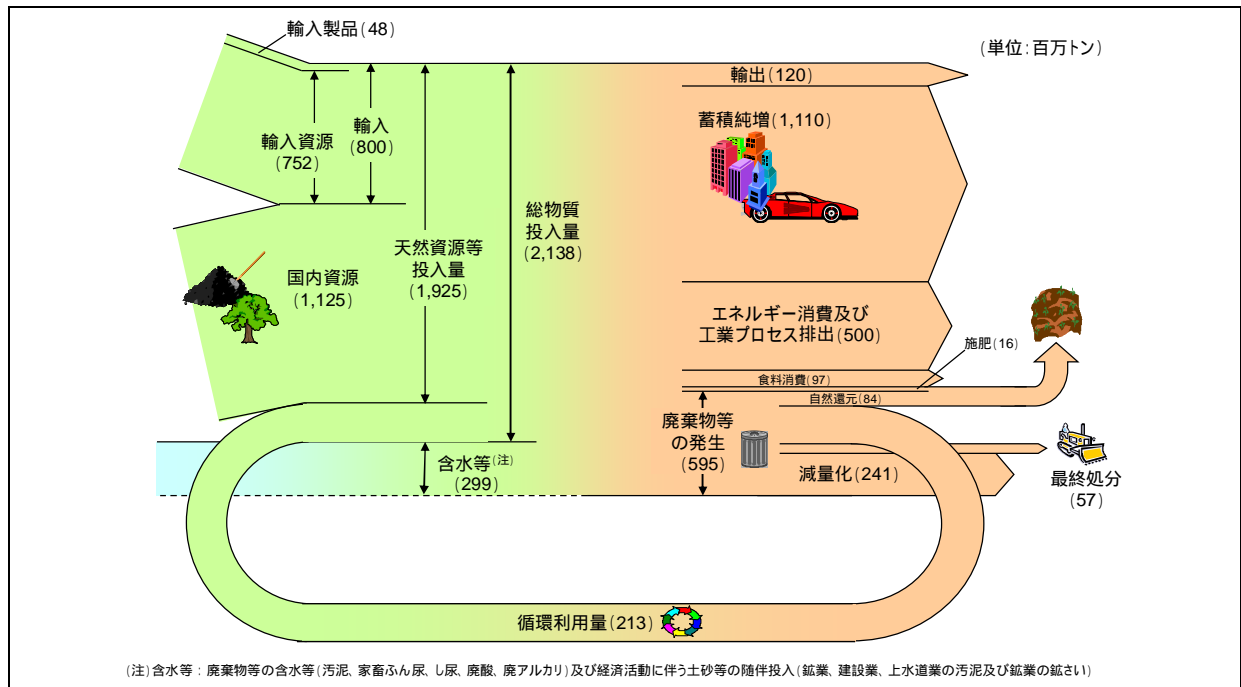 輸入製品(48)
(単位:百万トン)
輸出(120)
蓄積純増(1,110)
輸入資源
(752)
輸入
(800)
総物質
投入量
(2,138)
天然資源等
投入量
(1,925)
国内資源
(1,125)
エネルギー消費及び
工業プロセス排出(500)
施肥(16)
食料消費(97)
自然還元(84)
廃棄物等
の発生
(595)
含水等(注)
(299)
減量化(241)
最終処分
(57)
循環利用量(213)
(注)含水等:廃棄物等の含水等(汚泥、家畜ふん尿、し尿、廃酸、廃アルカリ)及び経済活動に伴う土砂等の随伴投入(鉱業、建設業、上水道業の汚泥及び鉱業の鉱さい)